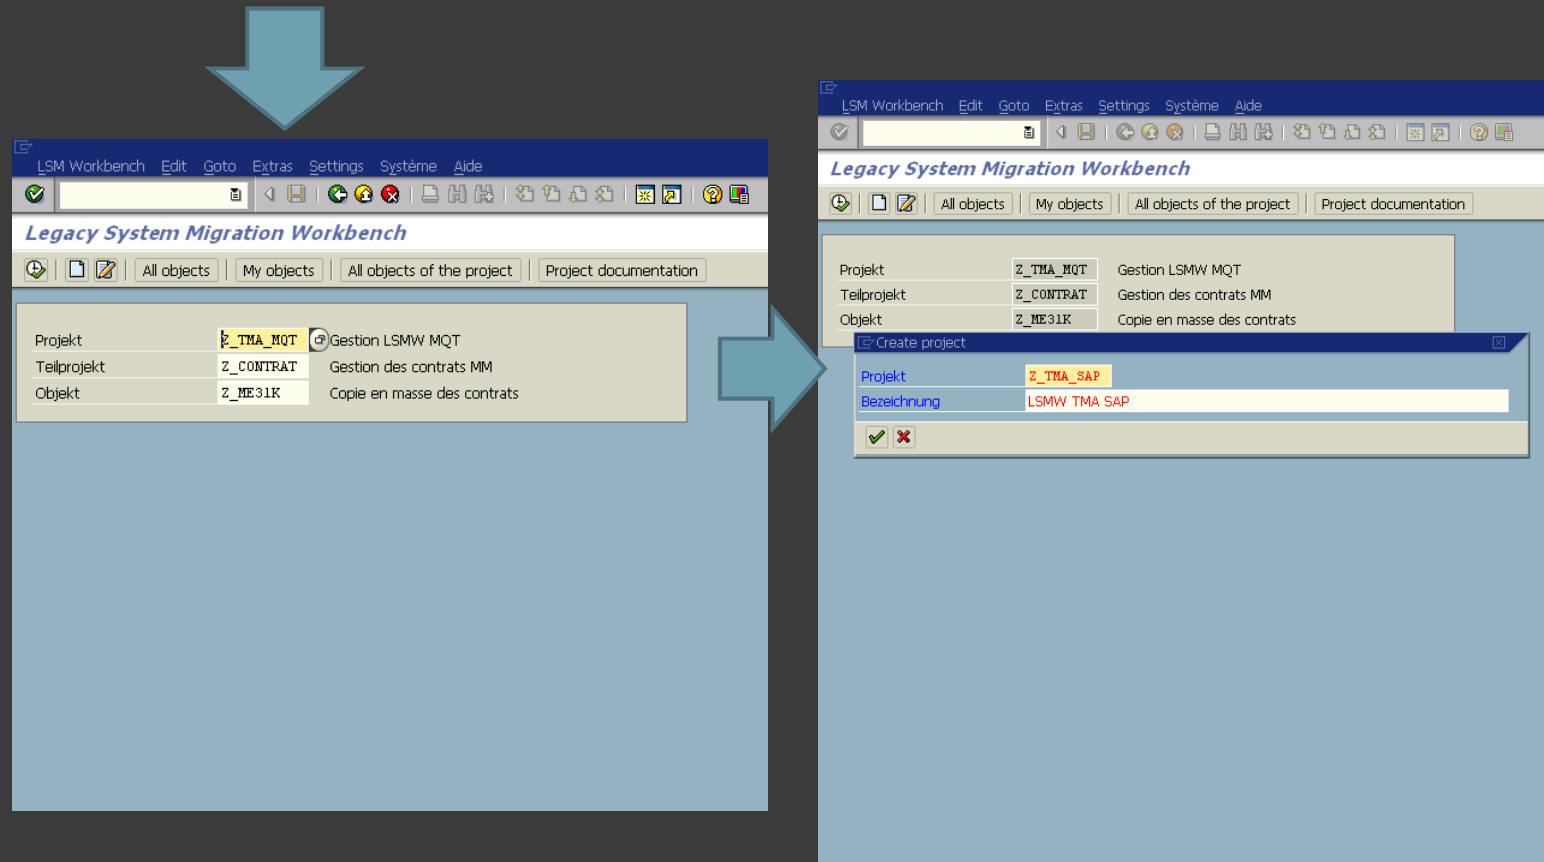 LSM Workbench Edit Goto Extras Settings Système Aide
Legacy System Migration Workbench
All objects My objects All objects of the project Project documentation
Projekt Z_TMA_MQT Gestion LSMW MQT
Teilprojekt Z_CONTRAT Gestion des contrats MM
Objekt Z_ME31K Copie en masse des contrats
LSM Workbench Edit Goto Extras Settings Système Aide
Legacy System Migration Workbench
All objects My objects All objects of the project Project documentation
Projekt Z_TMA_MQT Gestion LSMW MQT
Teilprojekt Z_CONTRAT Gestion des contrats MM
Objekt Z_ME31K Copie en masse des contrats
Create project
Projekt Z_TMA_SAP
Bezeichnung LSMW TMA SAP